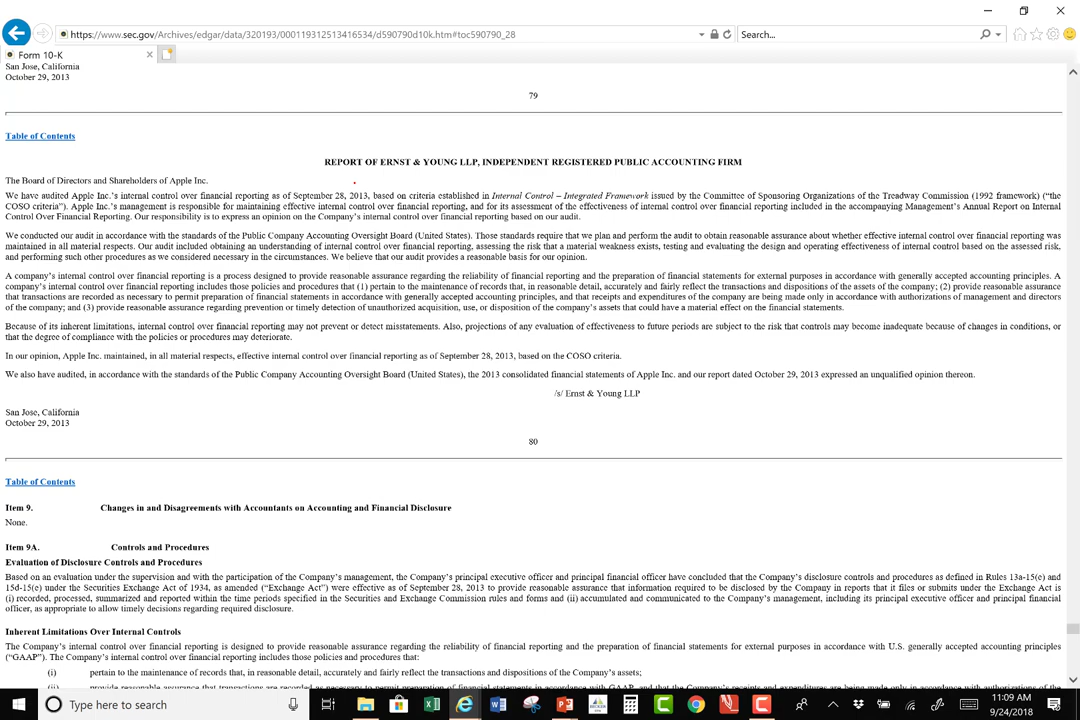 https://www.sec.gov/Archives/edgar/data/320193/000119312513416534/d590790d10k.htm#toc590790_28
Search...
Form 10-K
San Jose, California
October 29, 2013
79
Table of Contents
REPORT OF ERNST & YOUNG LLP, INDEPENDENT REGISTERED PUBLIC ACCOUNTING FIRM
The Board of Directors and Shareholders of Apple Inc.
We have audited Apple Inc.'s internal control over financial reporting as of September 28, 2013, based on criteria established in Internal Control – Integrated Framework issued by the Committee of Sponsoring Organizations of the Treadway Commission (1992 framework) ("the
COSO criteria"). Apple Inc.'s management is responsible for maintaining effective internal control over financial reporting, and for its assessment of the effectiveness of internal control over financial reporting included in the accompanying Management's Annual Report on Internal
Control Over Financial Reporting. Our responsibility is to express an opinion on the Company's internal control over financial reporting based on our audit.
We conducted our audit in accordance with the standards of the Public Company Accounting Oversight Board (United States). Those standards require that we plan and perform the audit to obtain reasonable assurance about whether effective internal control over financial reporting was
maintained in all material respects. Our audit included obtaining an understanding of internal control over financial reporting, assessing the risk that a material weakness exists, testing and evaluating the design and operating effectiveness of internal control based on the assessed risk,
and performing such other procedures as we considered necessary in the circumstances. We believe that our audit provides a reasonable basis for our opinion.
A company's internal control over financial reporting is a process designed to provide reasonable assurance regarding the reliability of financial reporting and the preparation of financial statements for external purposes in accordance with generally accepted accounting principles. A
company's internal control over financial reporting includes those policies and procedures that (1) pertain to the maintenance of records that, in reasonable detail, accurately and fairly reflect the transactions and dispositions of the assets of the company; (2) provide reasonable assurance
that transactions are recorded as necessary to permit preparation of financial statements in accordance with generally accepted accounting principles, and that receipts and expenditures of the company are being made only in accordance with authorizations of management and directors
of the company; and (3) provide reasonable assurance regarding prevention or timely detection of unauthorized acquisition, use, or disposition of the company's assets that could have a material effect on the financial statements.
Because of its inherent limitations, internal control over financial reporting may not prevent or detect misstatements. Also, projections of any evaluation of effectiveness to future periods are subject to the risk that controls may become inadequate because of changes in conditions, or
that the degree of compliance with the policies or procedures may deteriorate.
In our opinion, Apple Inc. maintained, in all material respects, effective internal control over financial reporting as of September 28, 2013, based on the COSO criteria.
We also have audited, in accordance with the standards of the Public Company Accounting Oversight Board (United States), the 2013 consolidated financial statements of Apple Inc. and our report dated October 29, 2013 expressed an unqualified opinion thereon.
/s/ Ernst & Young LLP
San Jose, California
October 29, 2013
80
Table of Contents
Item 9. Changes in and Disagreements with Accountants on Accounting and Financial Disclosure
None.
Item 9A. Controls and Procedures
Evaluation of Disclosure Controls and Procedures
Based on an evaluation under the supervision and with the participation of the Company's management, the Company's principal executive officer and principal financial officer have concluded that the Company's disclosure controls and procedures as defined in Rules 13a-15(e) and
15d-15(e) under the Securities Exchange Act of 1934, as amended ("Exchange Act") were effective as of September 28, 2013 to provide reasonable assurance that information required to be disclosed by the Company in reports that it files or submits under the Exchange Act is
(i) recorded, processed, summarized and reported within the time periods specified in the Securities and Exchange Commission rules and forms and (ii) accumulated and communicated to the Company's management, including its principal executive officer and principal financial
officer, as appropriate to allow timely decisions regarding required disclosure.
Inherent Limitations Over Internal Controls
The Company's internal control over financial reporting is designed to provide reasonable assurance regarding the reliability of financial reporting and the preparation of financial statements for external purposes in accordance with U.S. generally accepted accounting principles
("GAAP"). The Company's internal control over financial reporting includes those policies and procedures that:
(i) pertain to the maintenance of records that, in reasonable detail, accurately and fairly reflect the transactions and dispositions of the Company's assets;
(ii) provide reasonable assurance that transactions are recorded as necessary to permit preparation of financial statements in accordance with GAAP, and that the Company's receipts and expenditures are being made only in accordance with the authorizations of the
Type here to search
11:09 AM
9/24/2018